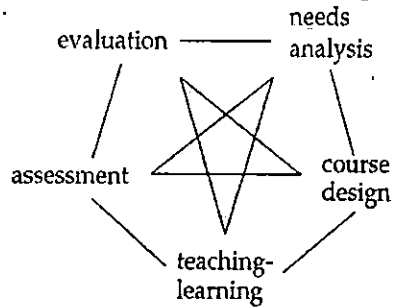 needs
evaluation
analysis
assessment
course
design
teaching-
learning